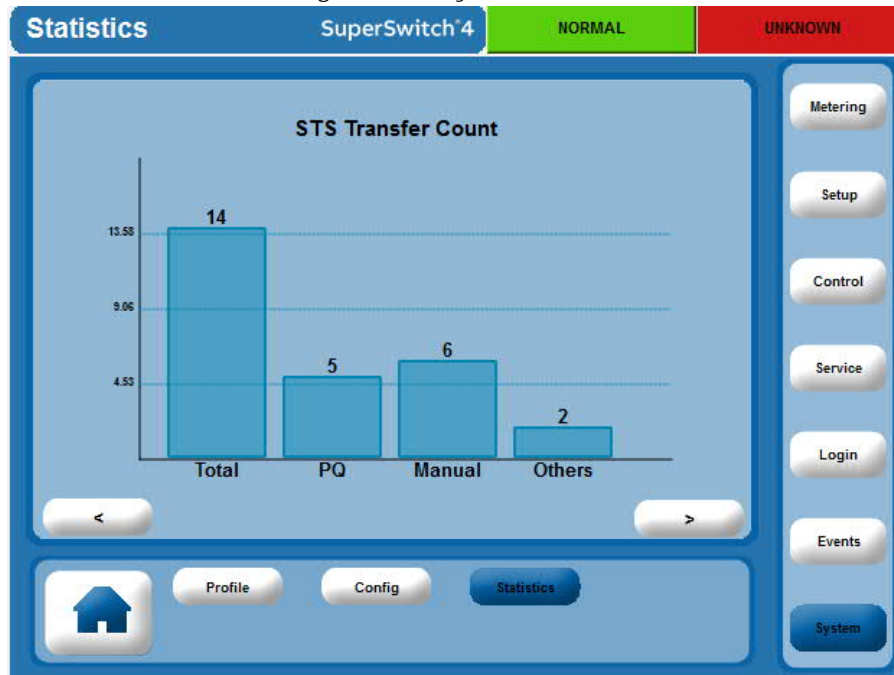 Statistics
SuperSwitch®4
NORMAL
UNKNOWN
STS Transfer Count
13.58
9.06
4.53
14
5
6
2
Total
PQ
Manual
Others
<
>
Profile
Config
Statistics
Metering
Setup
Control
Service
Login
Events
System